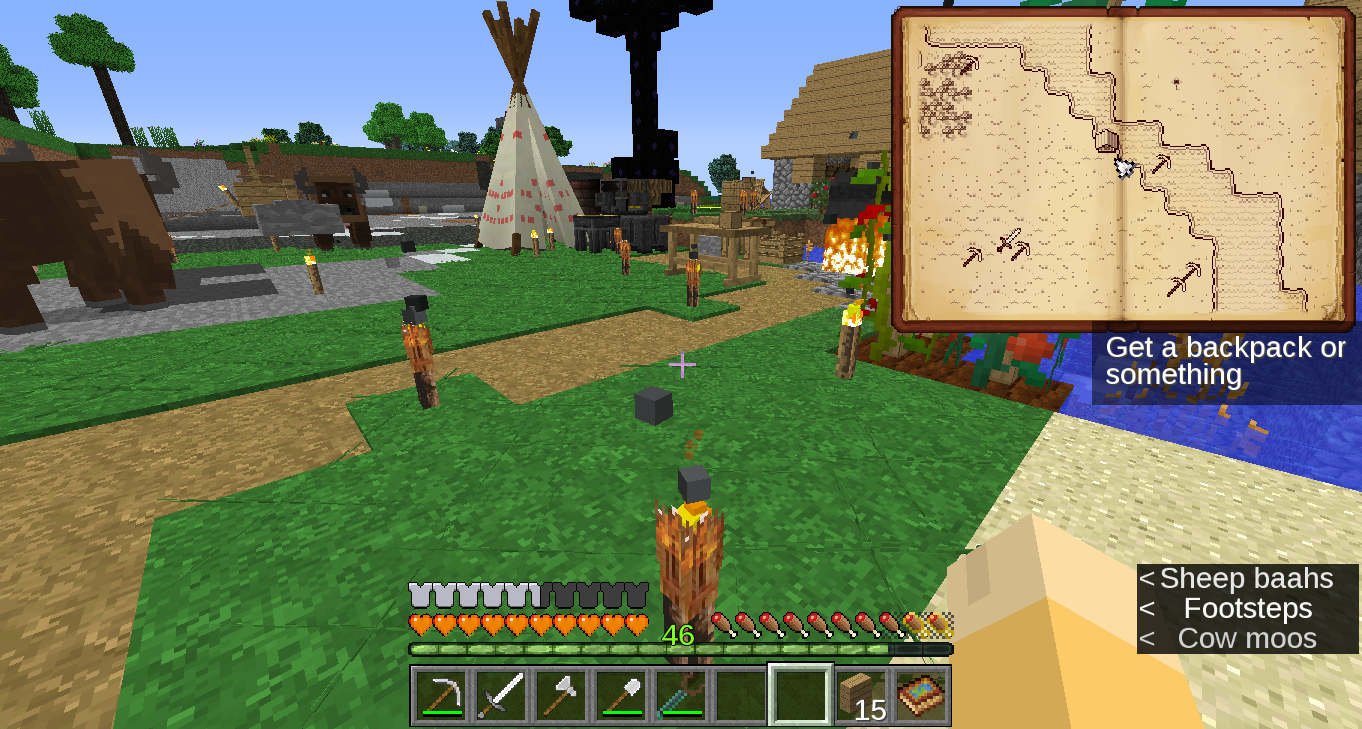 Get a backpack or
something
< Sheep baahs
< Footsteps
< Cow moos
46
15